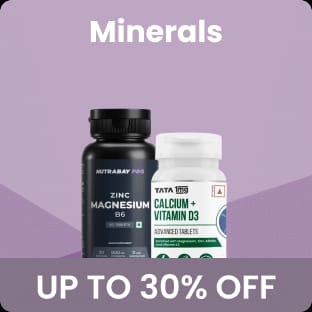 Minerals
NUTRABAY PRO
ZINC
MAGNESIUM
B6
TATA 1mg
CALCIUM +
VITAMIN D3
ADVANCED TABLETS
UP TO 30% OFF